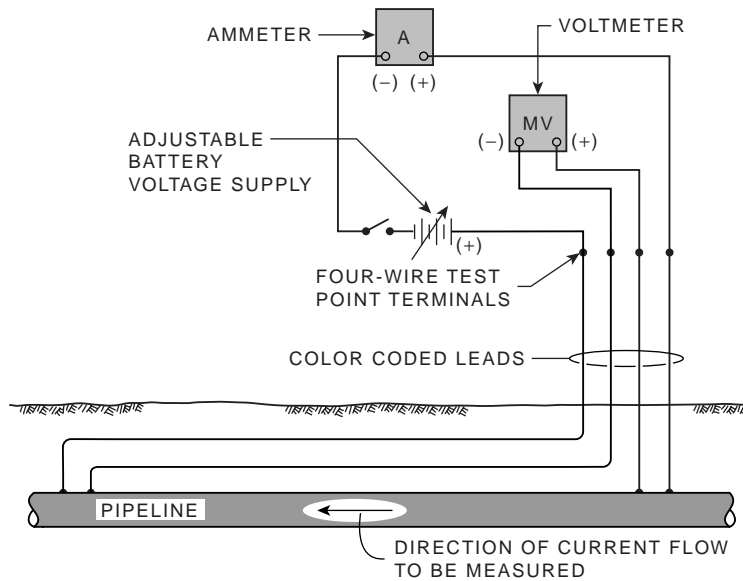 AMMETER
A
VOLTMETER
(−) (+)
MV
(−)
(+)
ADJUSTABLE
BATTERY
VOLTAGE SUPPLY
(+)
FOUR-WIRE TEST
POINT TERMINALS
COLOR CODED LEADS
PIPELINE
DIRECTION OF CURRENT FLOW
TO BE MEASURED